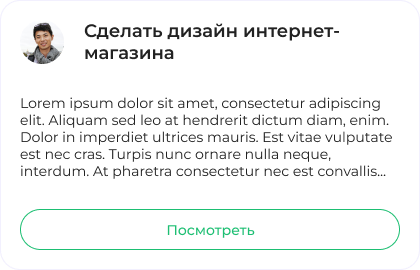 Сделать дизайн интернет-
магазина
Lorem ipsum dolor sit amet, consectetur adipiscing
elit. Aliquam sed leo at hendrerit dictum diam, enim.
Dolor in imperdiet ultrices mauris. Est vitae vulputate
est nec cras. Turpis nunc ornare nulla neque,
interdum. At pharetra consectetur nec est convallis...
Посмотреть